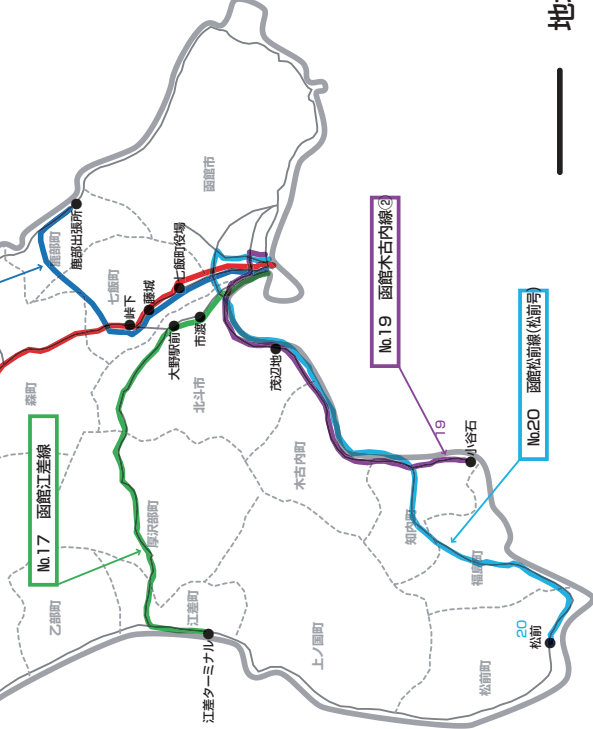 地
函館市
鹿部町
鹿部出張所
七飯町
七飯町役場
藤城
峠下
大野駅前
市渡
北斗市
森町
茂辺地
No.19 函館木古内線②
No.20 函館松前線(松前号)
No.17 函館江差線
木古内町
19
小谷石
知内町
福島町
厚沢部町
乙部町
江差町
江差ターミナル
上ノ国町
松前町
20
松前